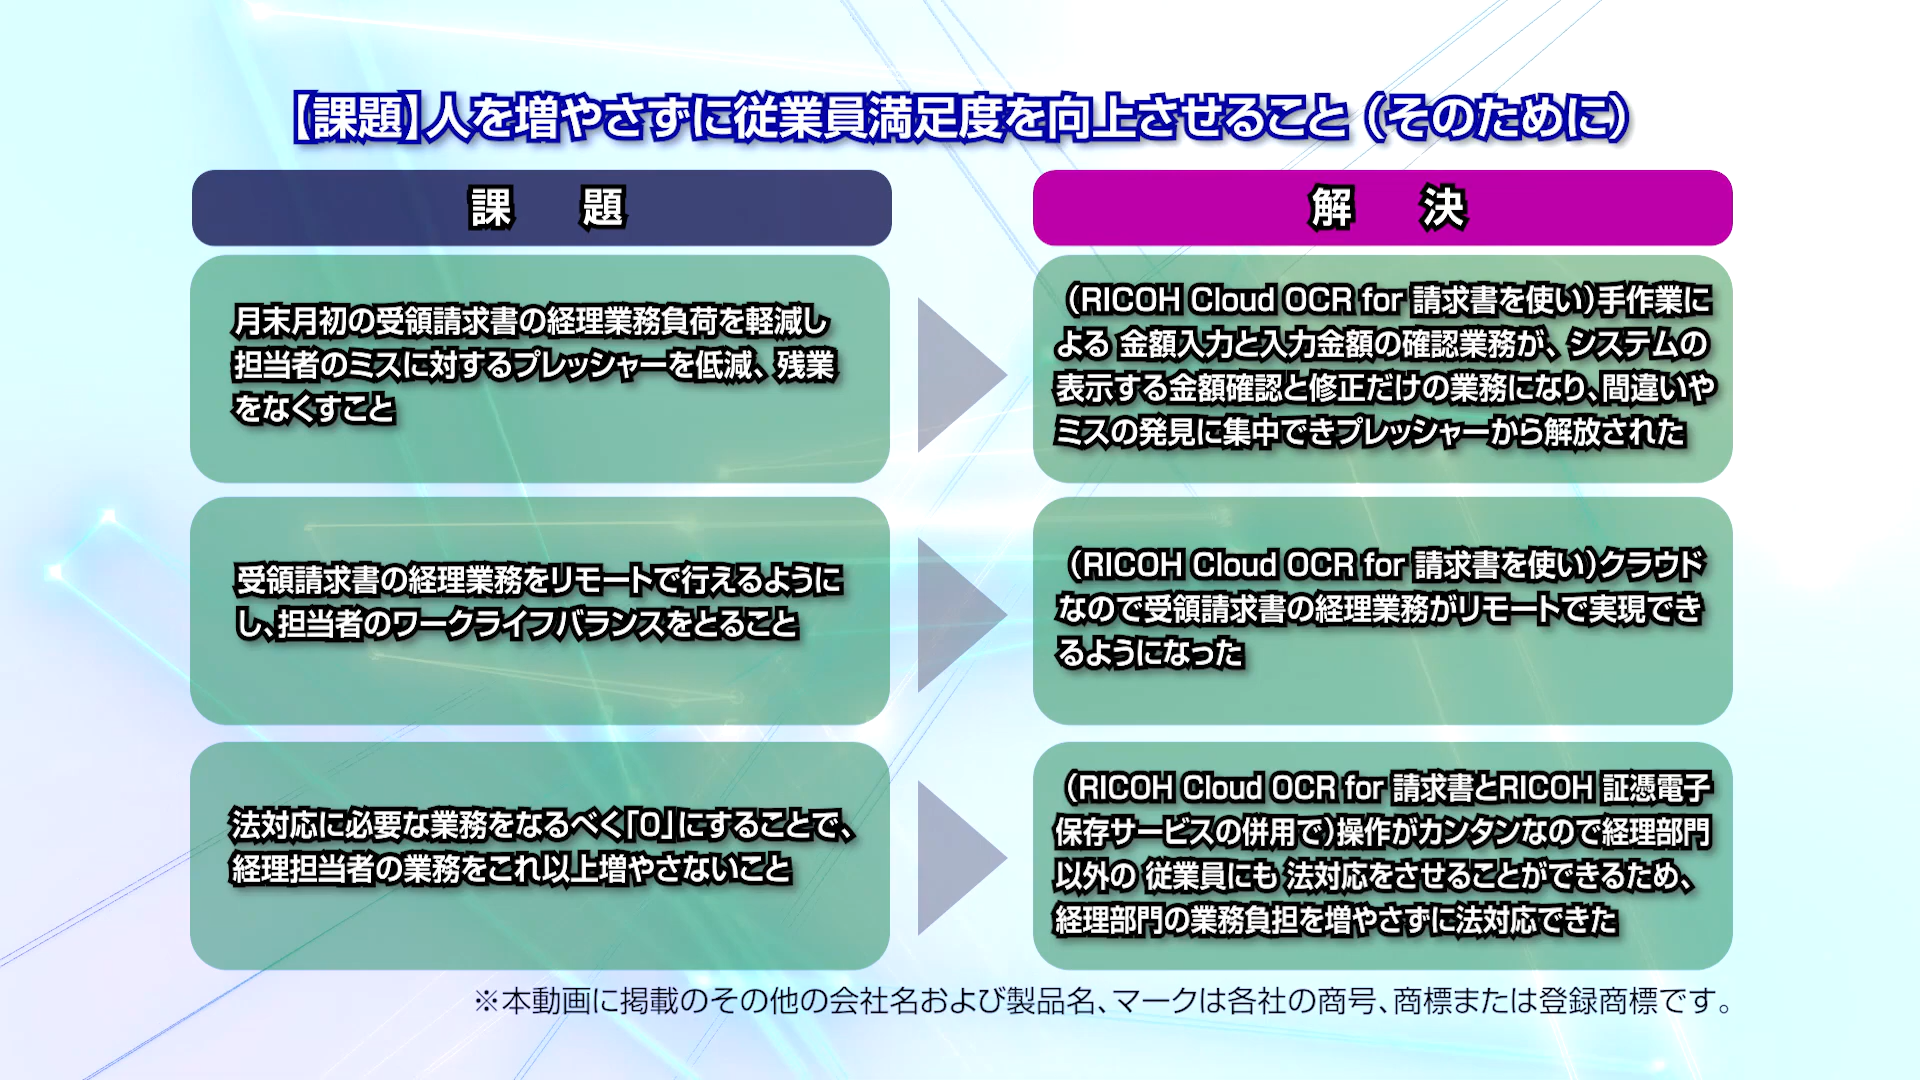 【課題】人を増やさずに従業員満足度を向上させること（そのために）
課　題
解　決
月末月初の受領請求書の経理業務負荷を軽減し
担当者のミスに対するプレッシャーを低減、残業
をなくすこと
（RICOH Cloud OCR for 請求書を使い）手作業に
よる 金額入力と入力金額の確認業務が、システムの
表示する金額確認と修正だけの業務になり、間違いや
ミスの発見に集中できプレッシャーから解放された
受領請求書の経理業務をリモートで行えるように
し、担当者のワークライフバランスをとること
（RICOH Cloud OCR for 請求書を使い）クラウド
なので受領請求書の経理業務がリモートで実現でき
るようになった
法対応に必要な業務をなるべく「0」にすることで、
経理担当者の業務をこれ以上増やさないこと
（RICOH Cloud OCR for 請求書とRICOH 証憑電子
保存サービスの併用で）操作がカンタンなので経理部門
以外の 従業員にも 法対応をさせることができるため、
経理部門の業務負担を増やさずに法対応できた
※本動画に掲載のその他の会社名および製品名、マークは各社の商号、商標または登録商標です。